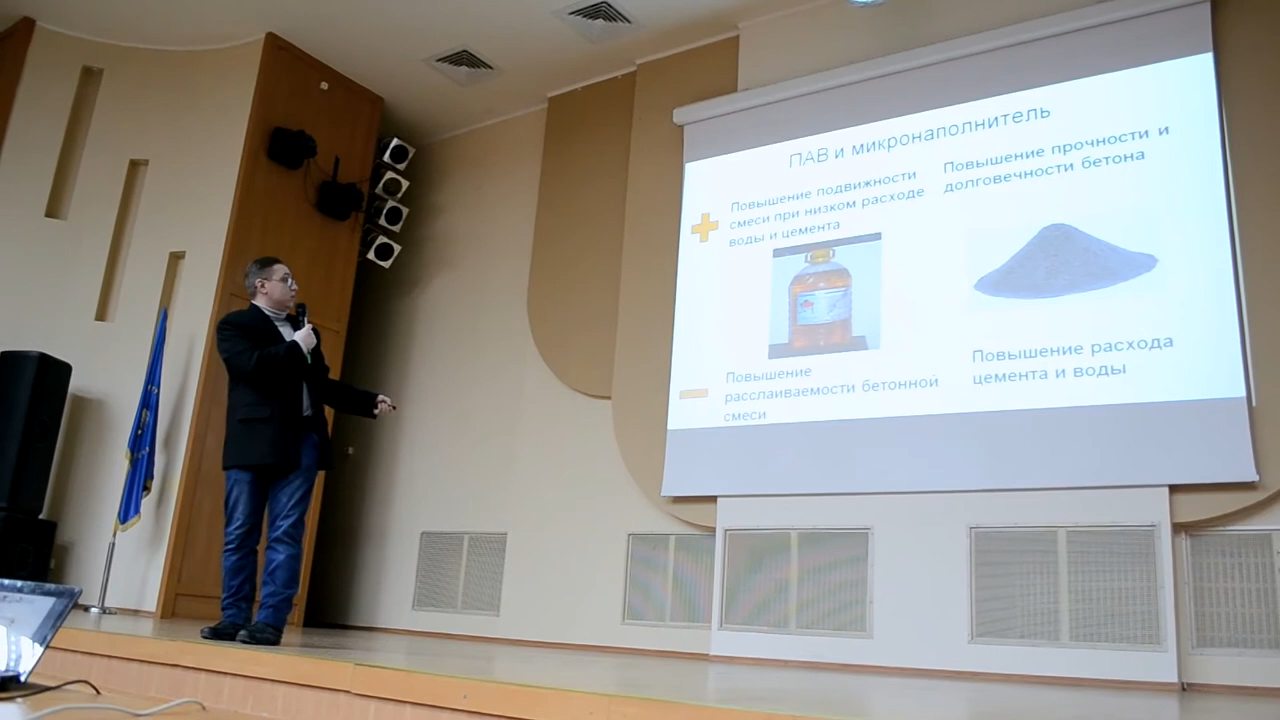 ПАВ и микронаполнитель
Повышение подвижности
смеси при низком расходе
воды и цемента
Повышение прочности и
долговечности бетона
Повышение
расслаиваемости бетонной
смеси
Повышение расхода
цемента и воды